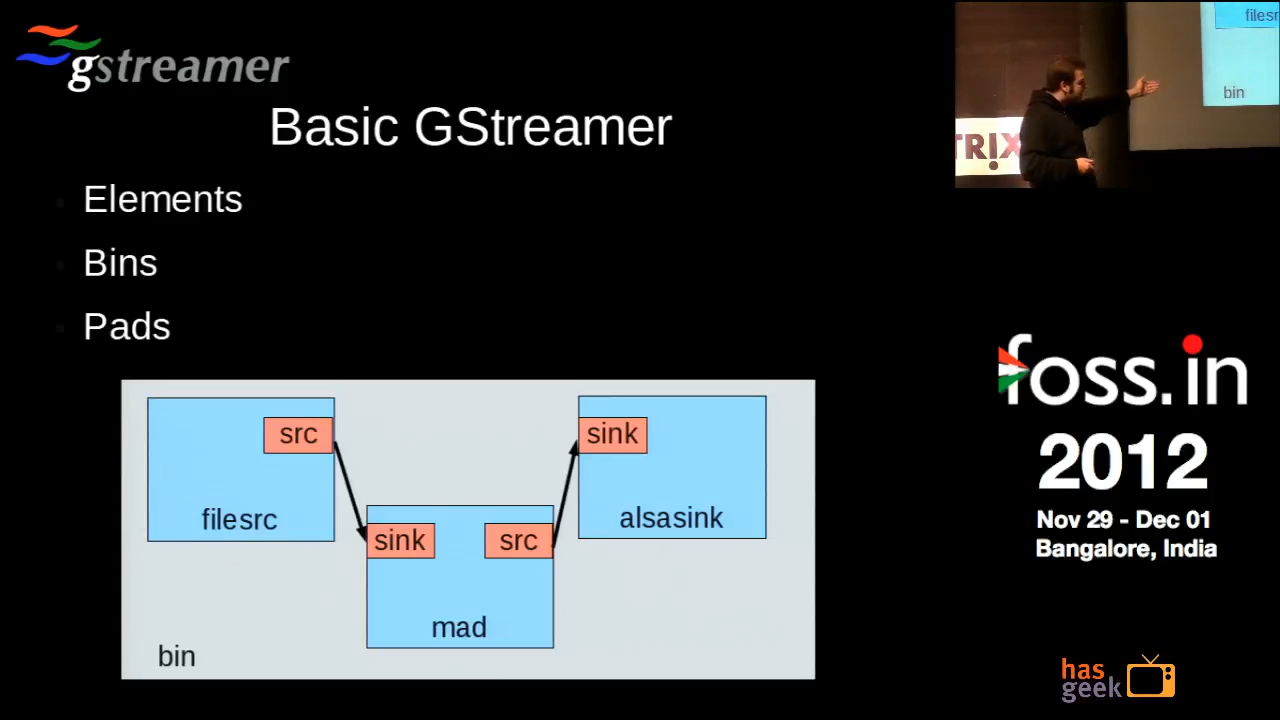 gstreamer
Basic GStreamer
Elements
Bins
Pads
src
filesrc
sink
src
mad
sink
alsasink
bin
filesr
bin
TRIX
foss.in
2012
Nov 29 - Dec 01
Bangalore, India
has
geek